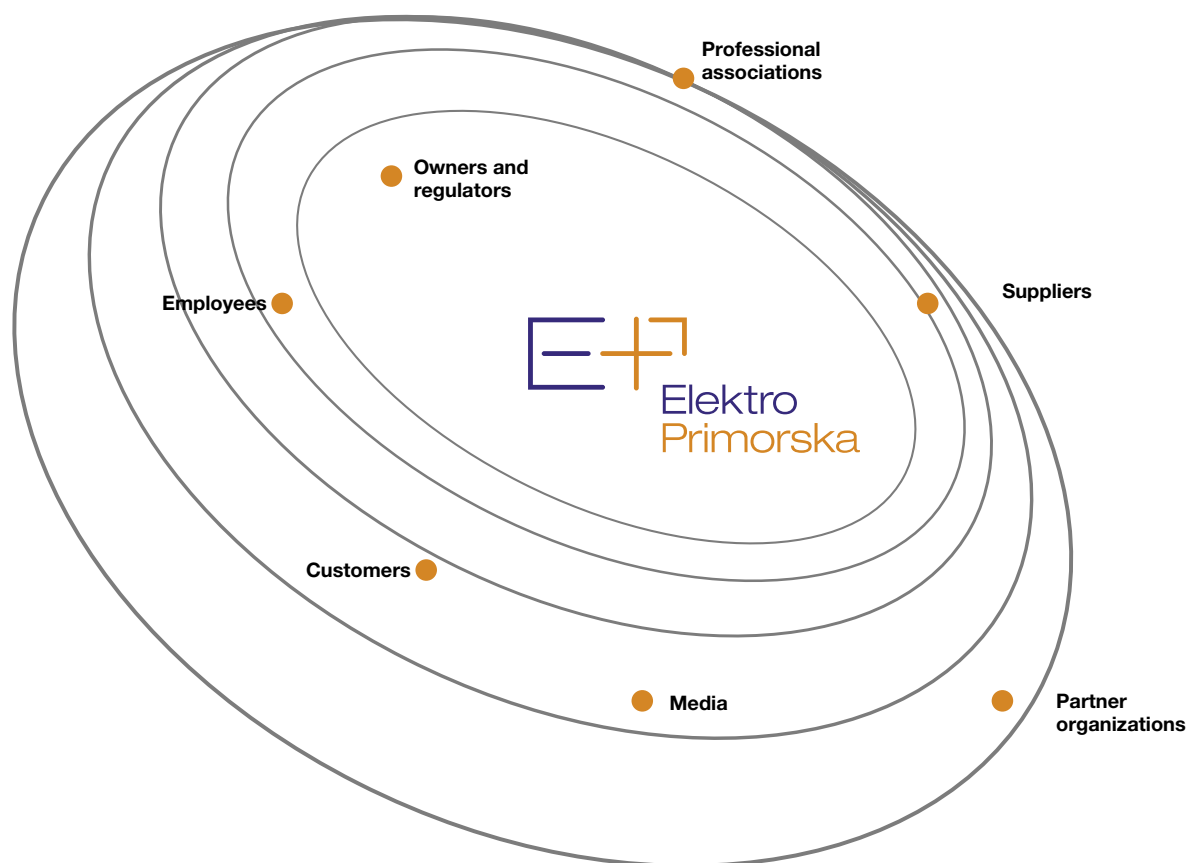 Professional
associations
Owners and
regulators
Employees
Suppliers
E+
Elektro
Primorska
Customers
Media
Partner
organizations